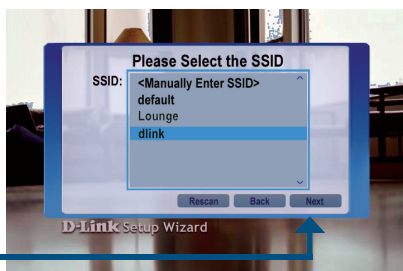 Please Select the SSID
SSID:
<Manually Enter SSID>
default
Lounge
dlink
Rescan Back Next
D-Link Setup Wizard